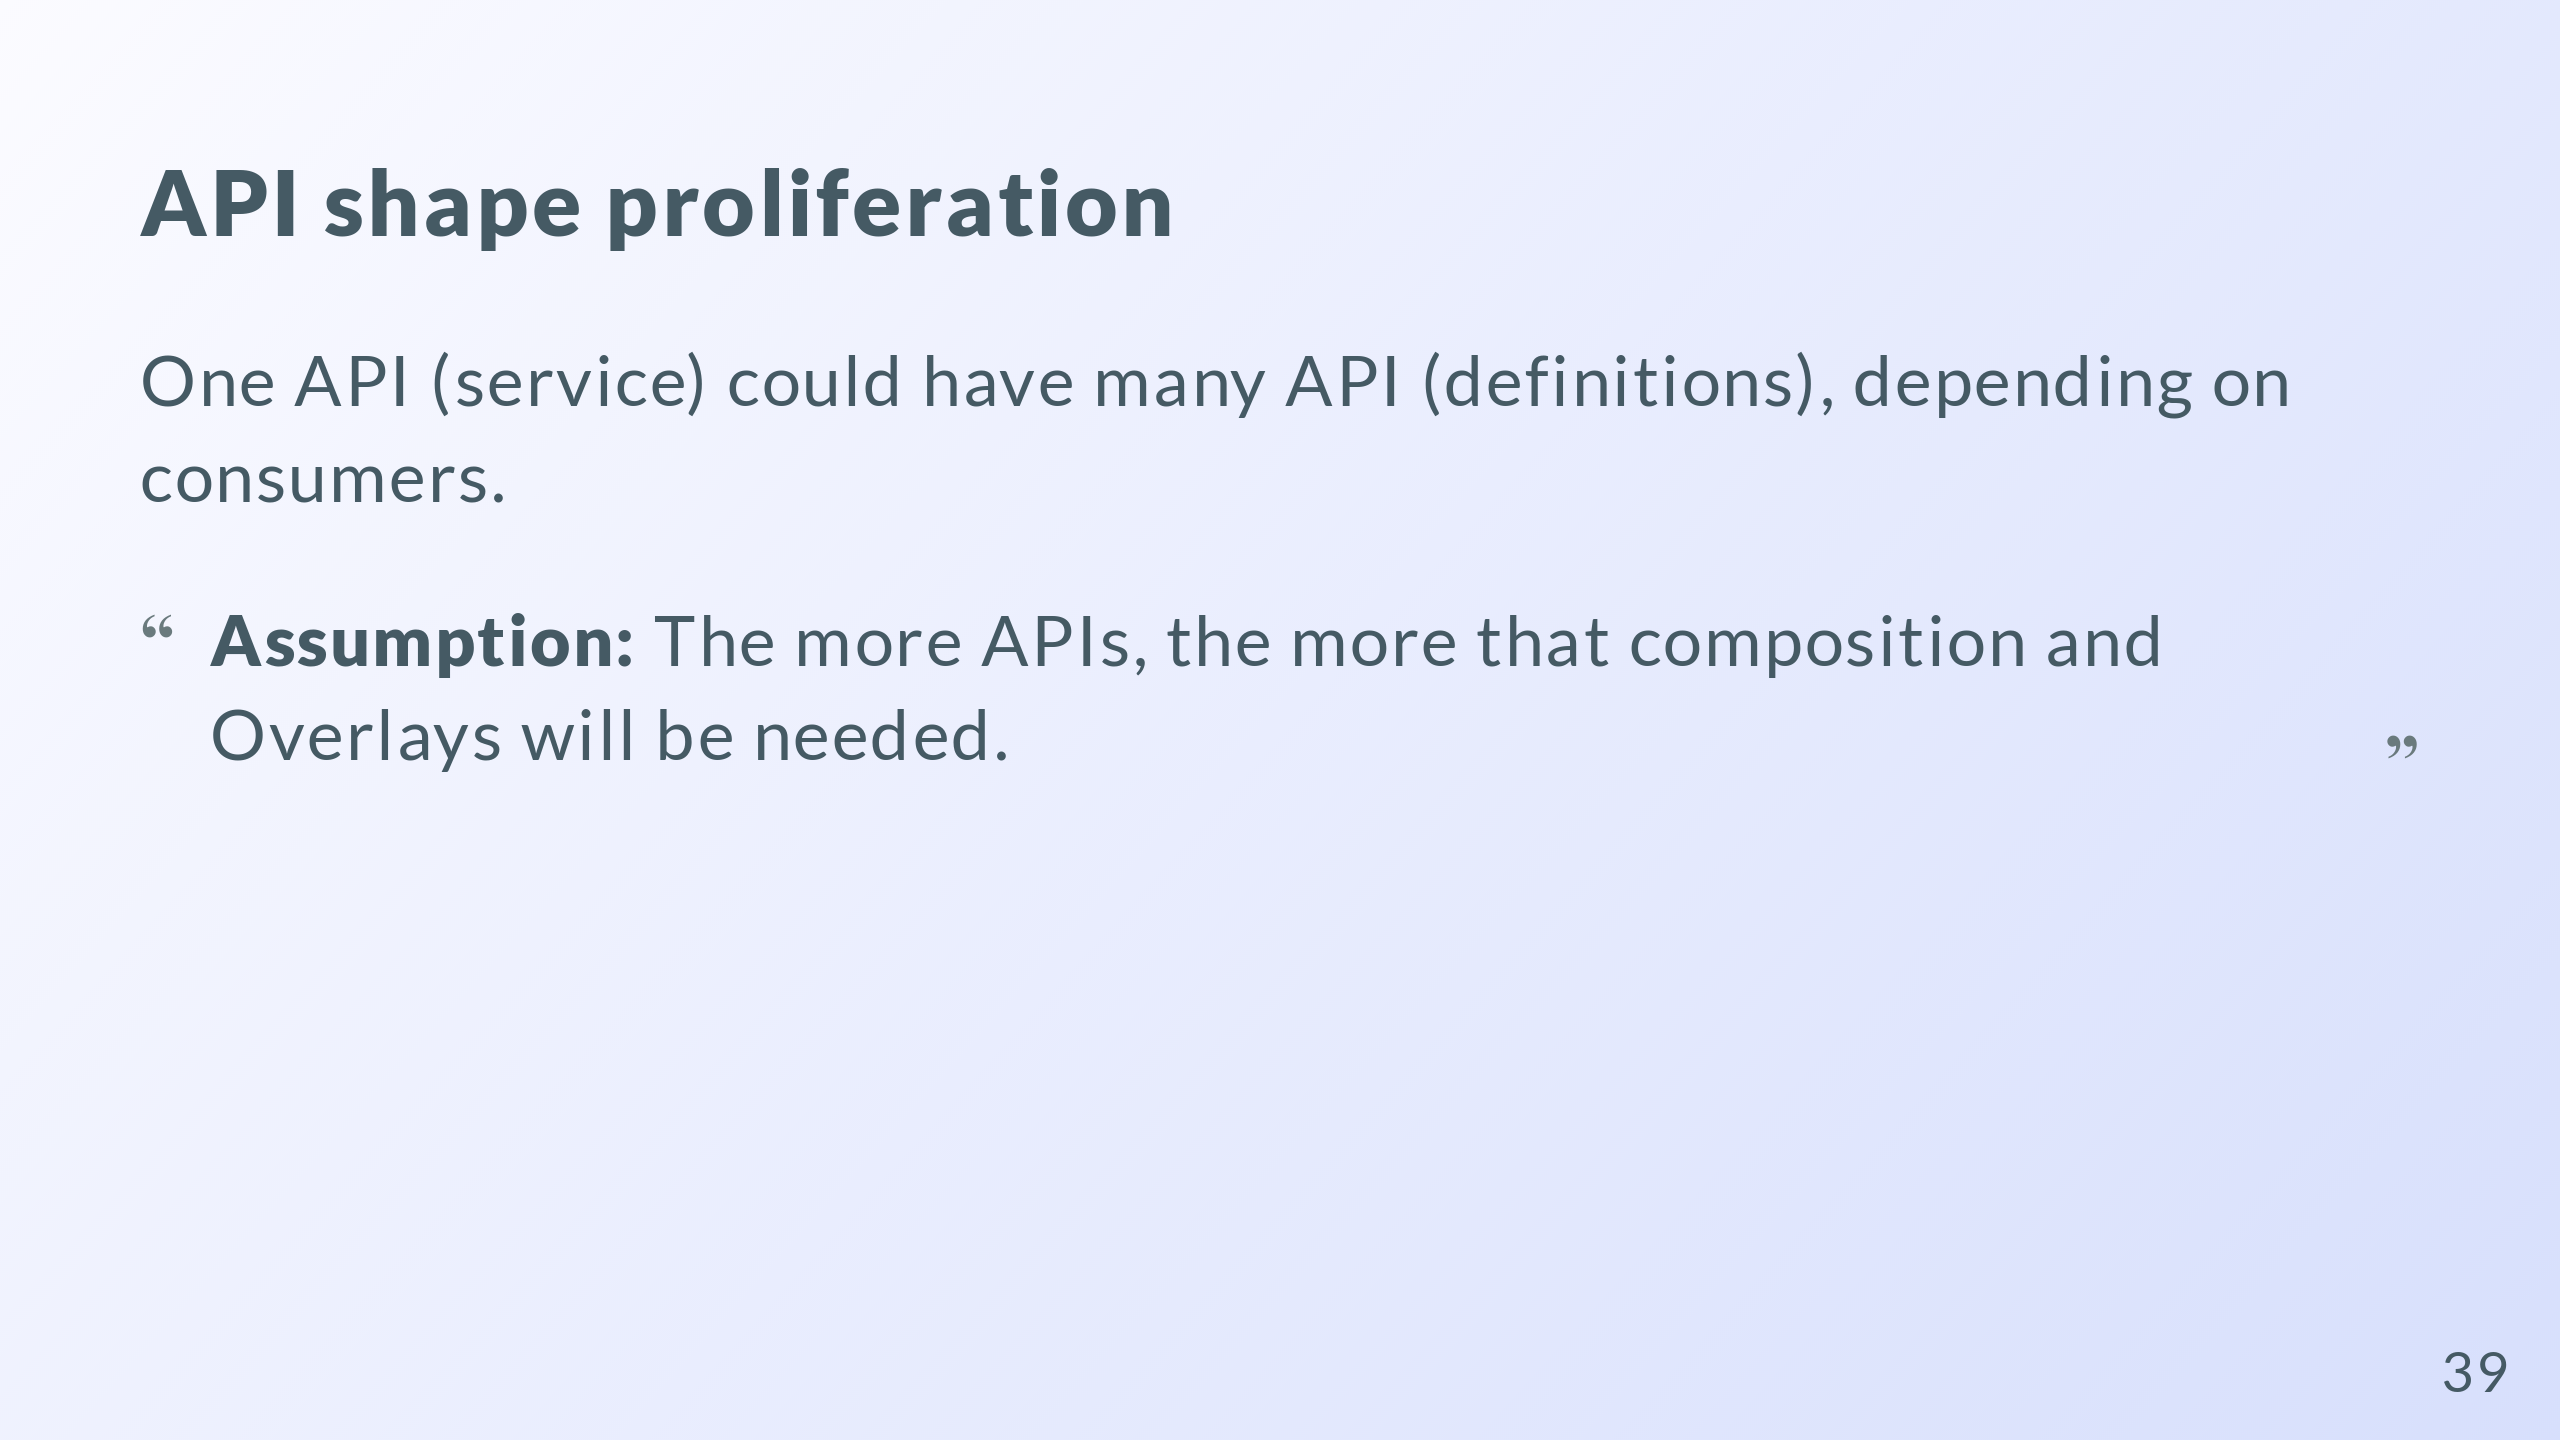 API shape proliferation
One API (service) could have many API (definitions), depending on
consumers.
“ Assumption: The more APIs, the more that composition and
Overlays will be needed. ”
39